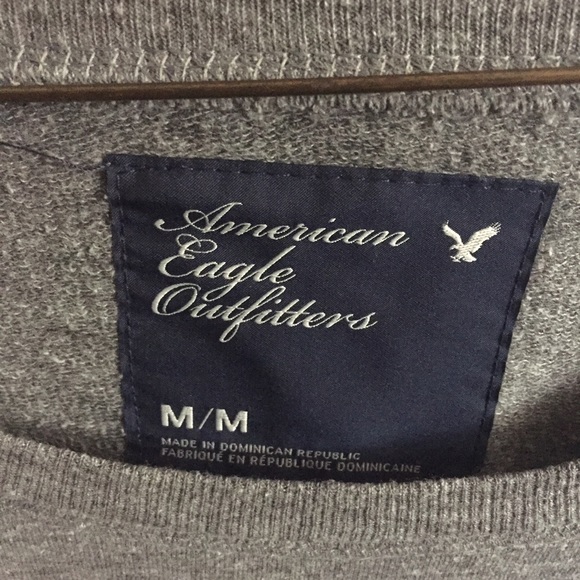 American
Eagle
Outfitters
M/M
MADE IN DOMINICAN REPUBLIC
FABRIQUÉ EN RÉPUBLIQUE DOMINICAINE